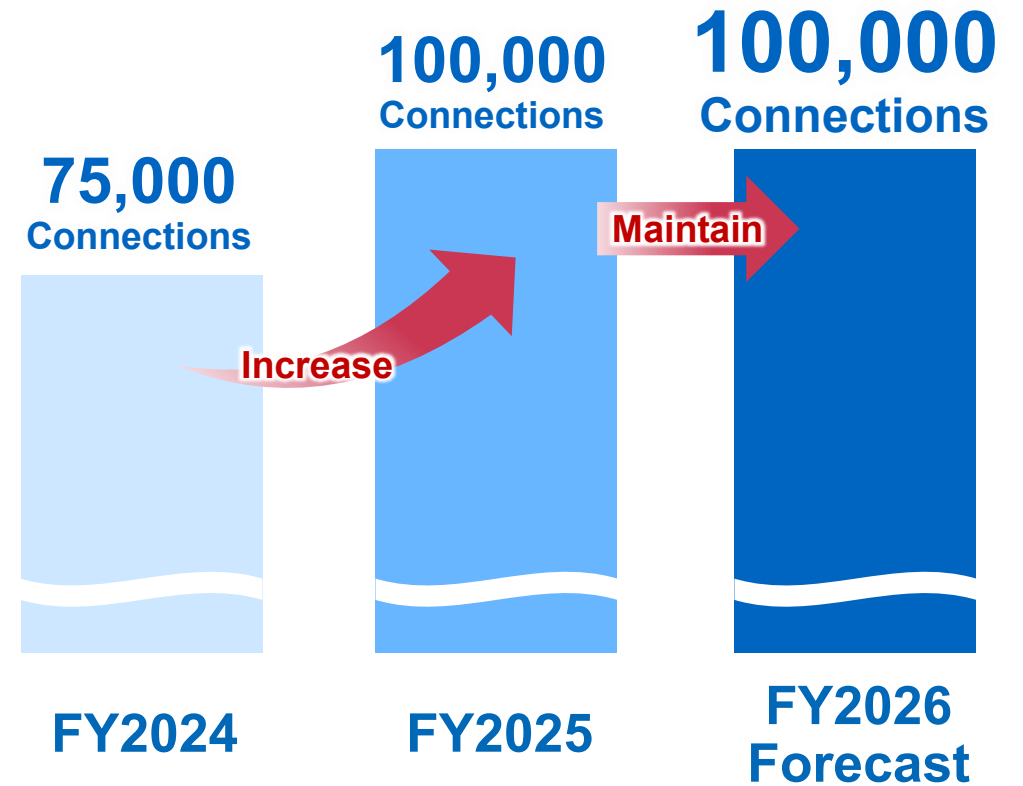 75,000
Connections
100,000
Connections
100,000
Connections
Increase
Maintain
FY2024
FY2025
FY2026
Forecast